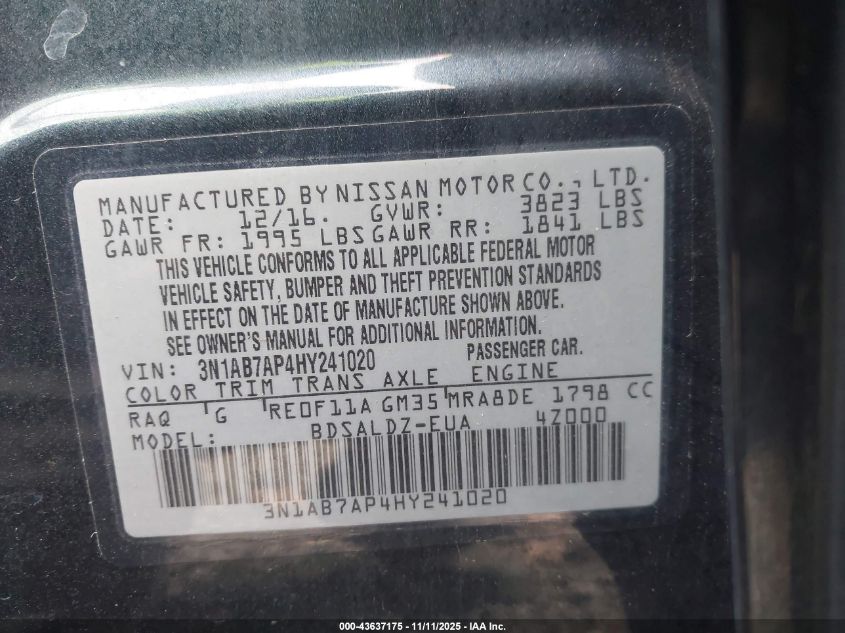 MANUFACTURED BY NISSAN MOTOR CO., LTD.
DATE: 12/16. GVWR: 3823 LBS
GAWR FR: 1995 LBS GAWR RR: 1841 LBS
THIS VEHICLE CONFORMS TO ALL APPLICABLE FEDERAL MOTOR
VEHICLE SAFETY, BUMPER AND THEFT PREVENTION STANDARDS
IN EFFECT ON THE DATE OF MANUFACTURE SHOWN ABOVE.
SEE OWNER'S MANUAL FOR ADDITIONAL INFORMATION.
VIN: 3N1AB7AP4HY241020 PASSENGER CAR.
COLOR TRIM TRANS AXLE ENGINE
RAQ G RE0F11A GM35 MRA8DE 1798 CC
MODEL: BDSALDZ-EUA 4Z000
3N1AB7AP4HY241020
000-43637175 - 11/11/2025 - IAA Inc.